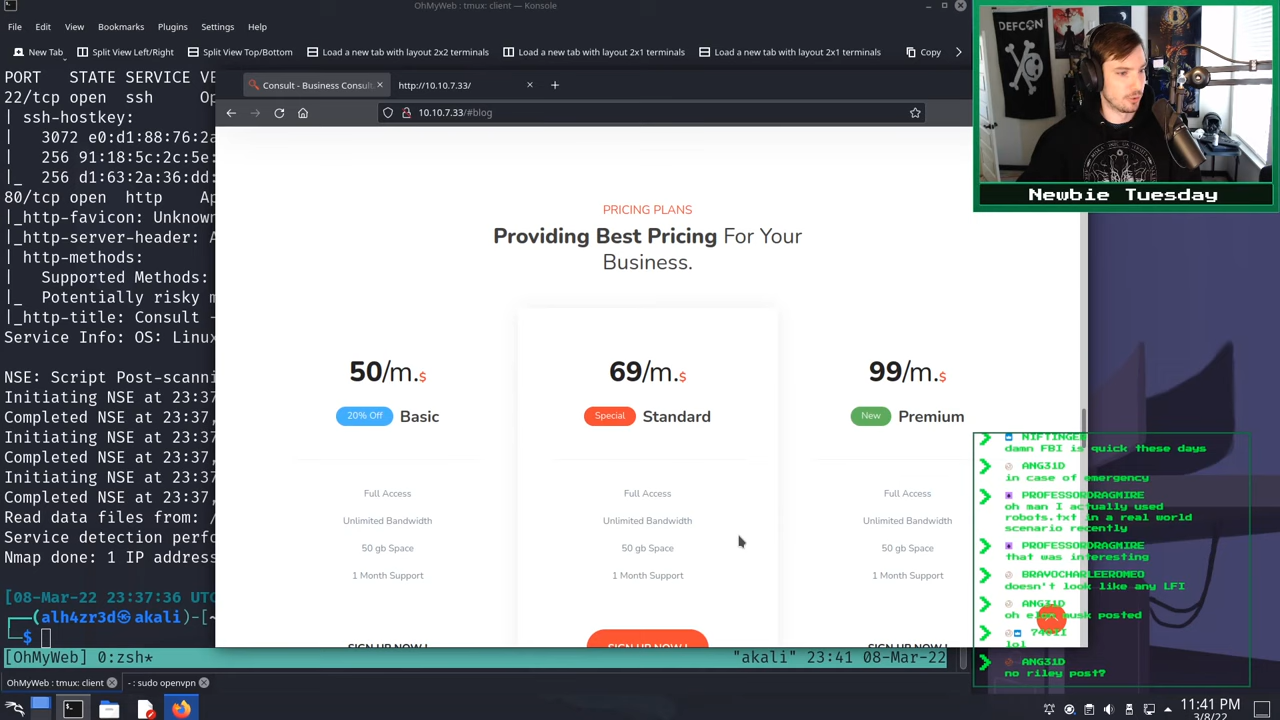 OhMyWeb : tmux: client — Konsole
File Edit View Bookmarks Plugins Settings Help
New Tab Split View Left/Right Split View Top/Bottom Load a new tab with layout 2x2 terminals Load a new tab with layout 2x1 terminals Load a new tab with layout 2x1 terminals Copy
PORT STATE SERVICE VE
22/tcp open ssh Op
| ssh-hostkey:
| 3072 e0:d1:88:76:2a
| 256 91:18:5c:2c:5e:
|_ 256 d1:63:2a:36:dd:
80/tcp open http Ap
|_http-favicon: Unknown
|_http-server-header: A
| http-methods:
| Supported Methods:
|_ Potentially risky m
|_http-title: Consult -
Service Info: OS: Linux
NSE: Script Post-scanni
Initiating NSE at 23:37
Completed NSE at 23:37,
Initiating NSE at 23:37
Completed NSE at 23:37,
Initiating NSE at 23:37
Completed NSE at 23:37,
Read data files from:
Service detection perfo
Nmap done: 1 IP address
[08-Mar-22 23:37:36 UTC
(alh4zr3d㉿akali)-[~
$
[OhMyWeb] 0:zsh* "akali" 23:41 08-Mar-22
OhMyWeb : tmux: client - : sudo openvpn
Consult - Business Consult http://10.10.7.33/
10.10.7.33/#blog
PRICING PLANS
Providing Best Pricing For Your
Business.
50/m.$ 69/m.$ 99/m.$
20% Off Basic Special Standard New Premium
Full Access Full Access Full Access
Unlimited Bandwidth Unlimited Bandwidth Unlimited Bandwidth
50 gb Space 50 gb Space 50 gb Space
1 Month Support 1 Month Support 1 Month Support
SIGN UP NOW ! SIGN UP NOW !
DEFCON
Newbie Tuesday
NIFTINGER
damn FBI is quick these days
ANG31D
in case of emergency
PROFESSORDRAGMIRE
oh man I actually used
robots.txt in a real world
scenario recently
PROFESSORDRAGMIRE
that was interesting
BRAVOCHARLEEROMEO
doesn't look like any LFI
ANG31D
oh elon musk posted
lol
ANG31D
no riley post?
11:41 PM
3/8/22